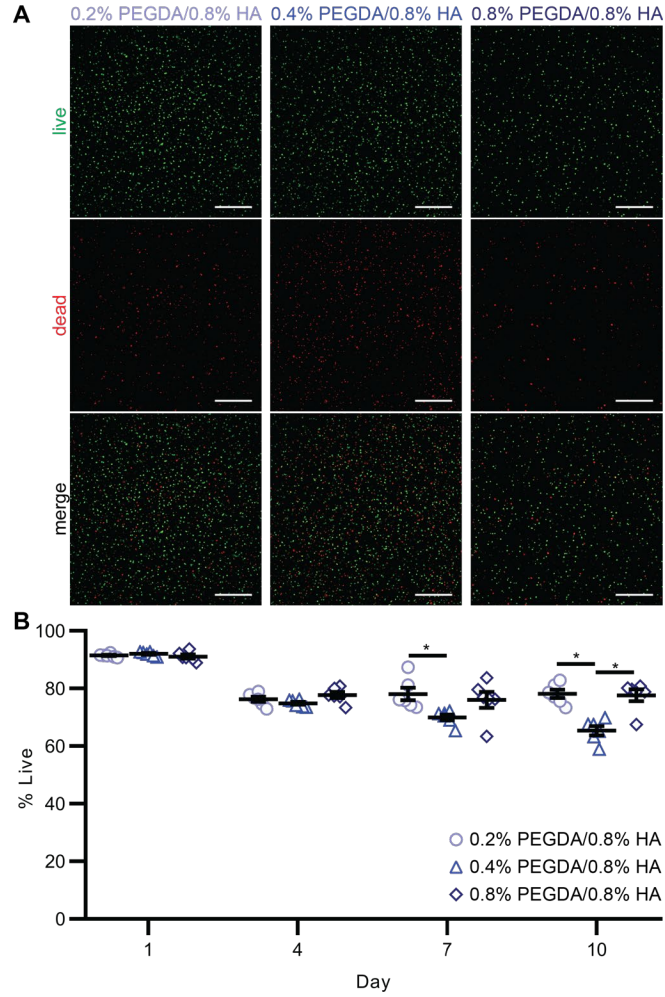 A
0.2% PEGDA/0.8% HA 0.4% PEGDA/0.8% HA 0.8% PEGDA/0.8% HA
live
dead
merge
B
100
80
60
40
20
0
% Live
* * *
0.2% PEGDA/0.8% HA
0.4% PEGDA/0.8% HA
0.8% PEGDA/0.8% HA
1 4 7 10
Day